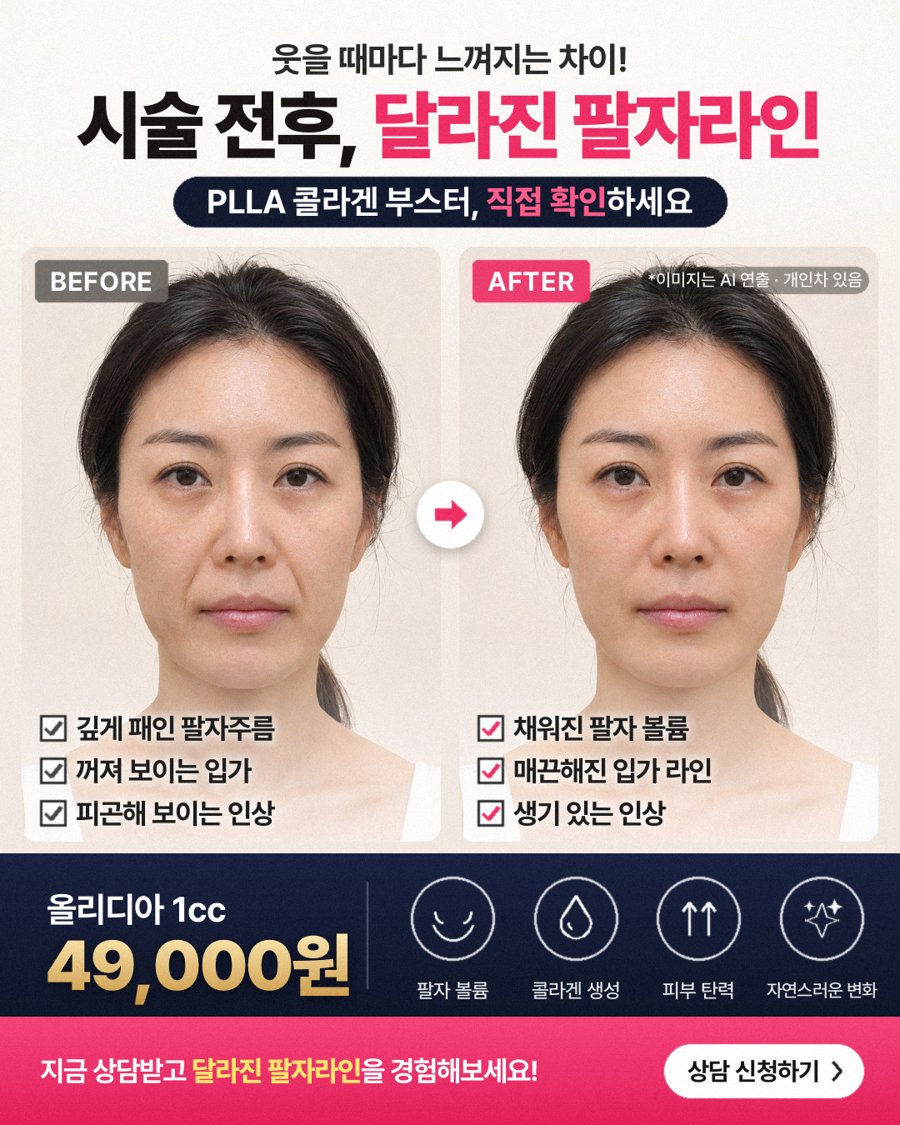 웃을 때마다 느껴지는 차이!
시술 전후, 달라진 팔자라인
PLLA 콜라겐 부스터, 직접 확인하세요
BEFORE
AFTER
*이미지는 AI 연출 · 개인차 있음
깊게 패인 팔자주름
꺼져 보이는 입가
피곤해 보이는 인상
채워진 팔자 볼륨
매끈해진 입가 라인
생기 있는 인상
올리디아 1cc
49,000원
팔자 볼륨
콜라겐 생성
피부 탄력
자연스러운 변화
지금 상담받고 달라진 팔자라인을 경험해보세요!
상담 신청하기 >